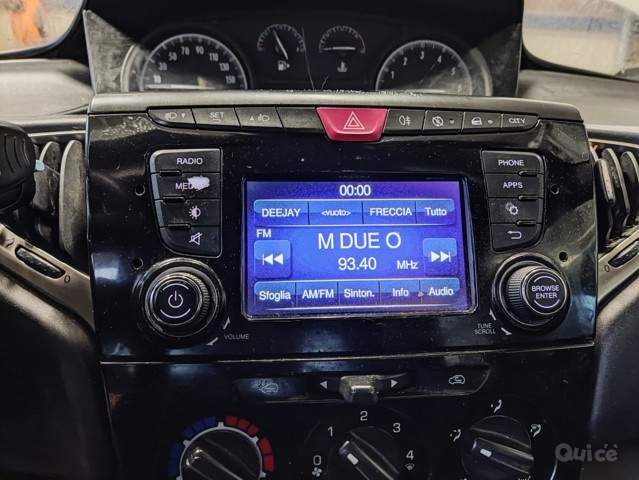 SET
CITY
RADIO
PHONE
MED
APPS
00:00
DEEJAY <vuoto> FRECCIA Tutto
FM
M DUE O
93.40 MHz
Sfoglia AM/FM Sinton. Info Audio
BROWSE
ENTER
VOLUME
TUNE
SCROLL
0 1 2 3 4
Quicè